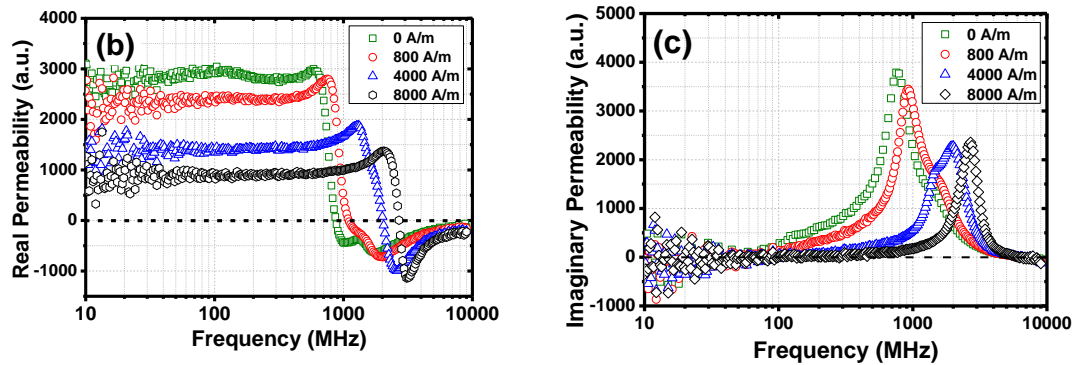 (b)
Real Permeability (a.u.)
4000
3000
2000
1000
0
-1000
0 A/m
800 A/m
4000 A/m
8000 A/m
10
100
1000
10000
Frequency (MHz)
(c)
Imaginary Permeability (a.u.)
5000
4000
3000
2000
1000
0
-1000
0 A/m
800 A/m
4000 A/m
8000 A/m
10
100
1000
10000
Frequency (MHz)